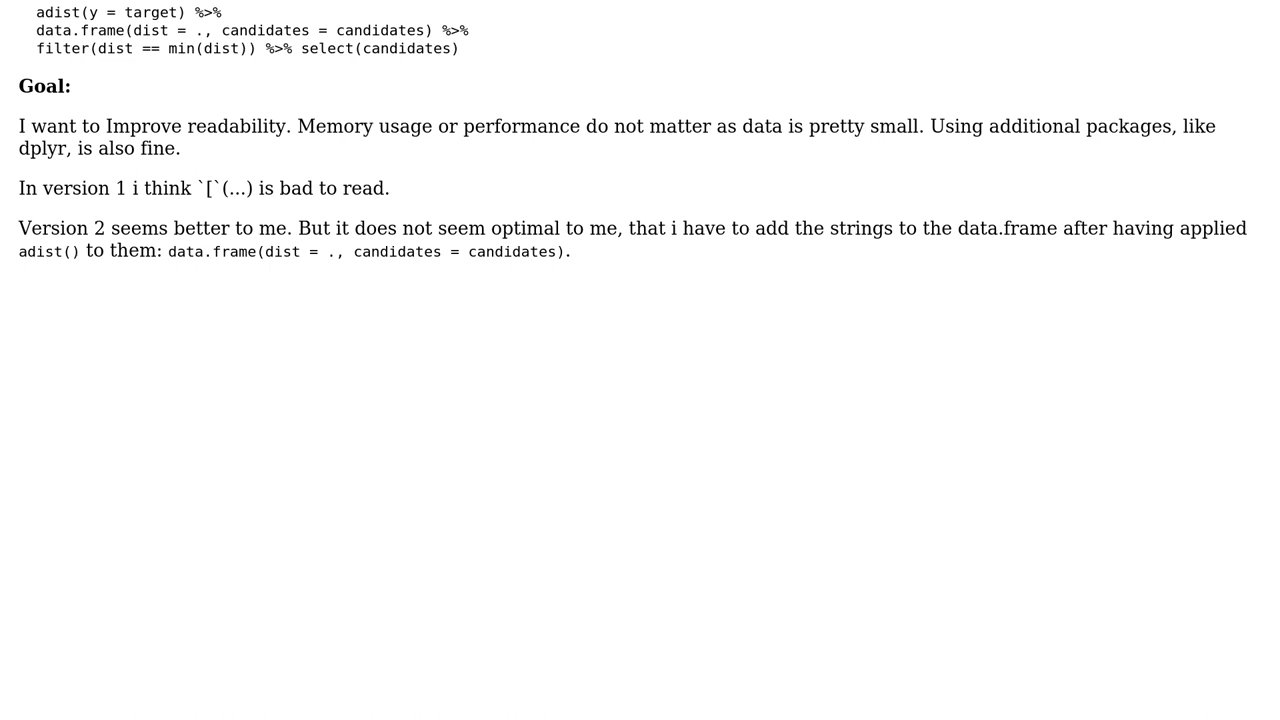 adist(y = target) %>%
data.frame(dist = ., candidates = candidates) %>%
filter(dist == min(dist)) %>% select(candidates)
Goal:
I want to Improve readability. Memory usage or performance do not matter as data is pretty small. Using additional packages, like
dplyr, is also fine.
In version 1 i think `[`(...) is bad to read.
Version 2 seems better to me. But it does not seem optimal to me, that i have to add the strings to the data.frame after having applied
adist() to them: data.frame(dist = ., candidates = candidates).